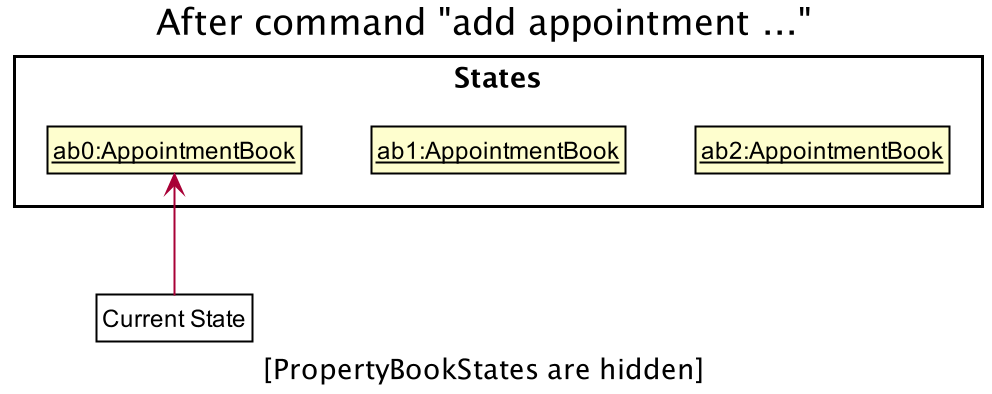 After command "add appointment ..."
States
ab0:AppointmentBook
ab1:AppointmentBook
ab2:AppointmentBook
Current State
[PropertyBookStates are hidden]